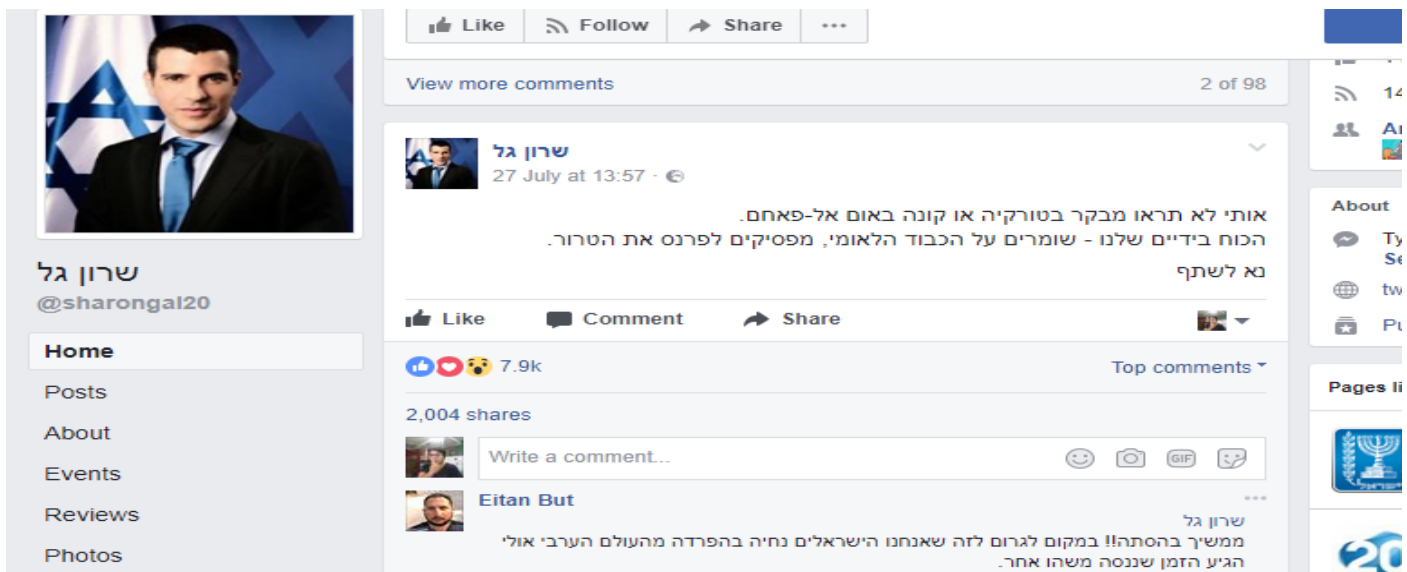 Like Follow Share ...
View more comments 2 of 98
שרון גל
27 July at 13:57
אותי לא תראו מבקר בטורקיה או קונה באום אל-פאחם.
הכוח בידיים שלנו - שומרים על הכבוד הלאומי, מפסיקים לפרנס את הטרור.
נא לשתף
Like Comment Share
7.9k Top comments
2,004 shares
Write a comment...
GIF
Eitan But
שרון גל
ממשיך בהסתה!! במקום לגרום לזה שאנחנו הישראלים נחיה בהפרדה מהעולם הערבי אולי
הגיע הזמן שננסה משהו אחר.
שרון גל
@sharongal20
Home
Posts
About
Events
Reviews
Photos
14
About
Pages
20